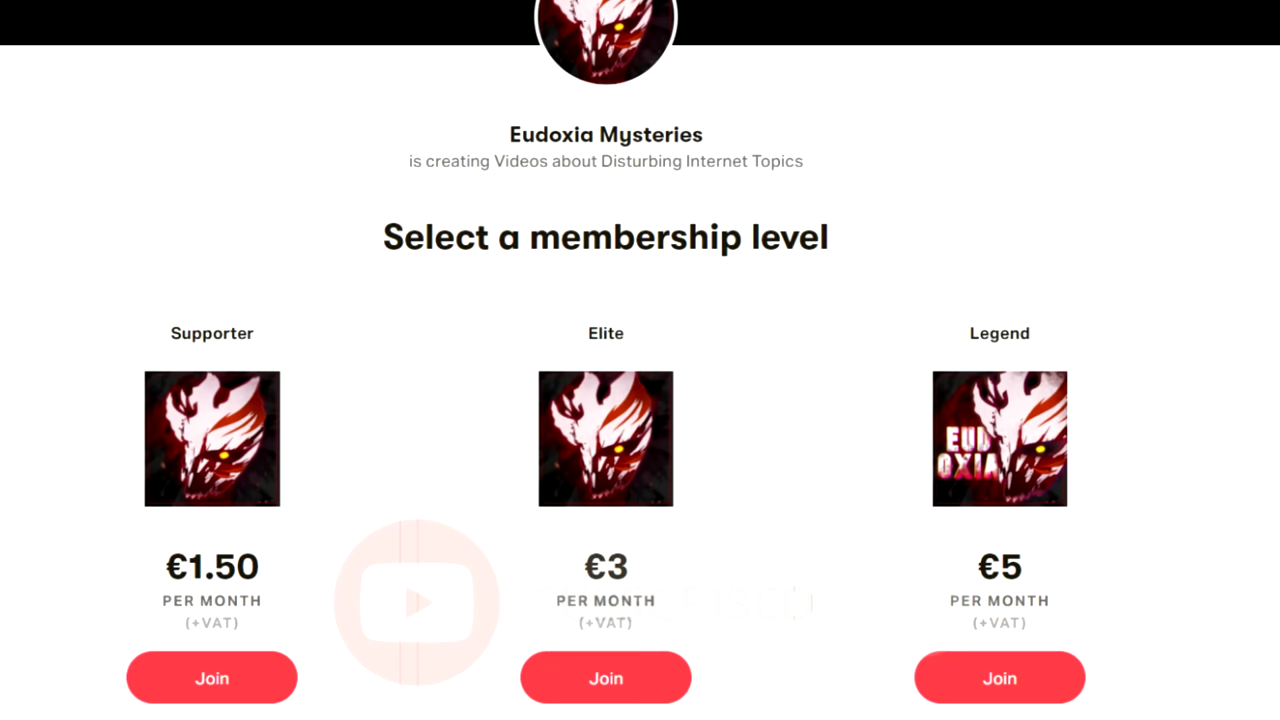 Eudoxia Mysteries
is creating Videos about Disturbing Internet Topics
Select a membership level
Supporter
Elite
Legend
EUD
OXIA
€1.50
€3
€5
PER MONTH
PER MONTH
PER MONTH
(+VAT)
(+VAT)
(+VAT)
Join
Join
Join